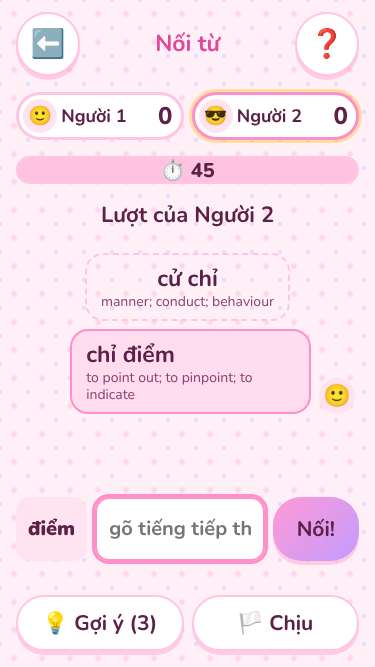 Nối từ
Người 1 0
Người 2 0
45
Lượt của Người 2
cử chỉ
manner; conduct; behaviour
chỉ điểm
to point out; to pinpoint; to
indicate
điểm
gõ tiếng tiếp th
Nối!
Gợi ý (3)
Chịu